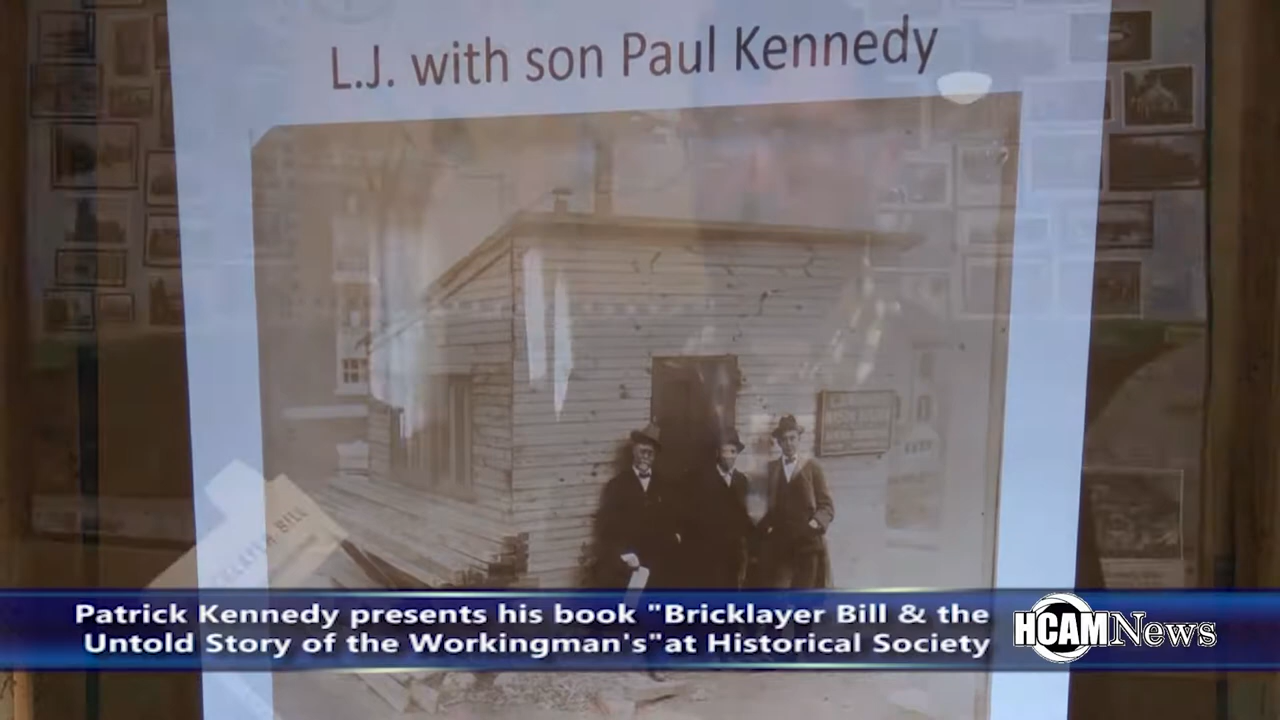 L.J. with son Paul Kennedy
BILL
Patrick Kennedy presents his book "Bricklayer Bill & the
Untold Story of the Workingman's"at Historical Society
HCAMNews